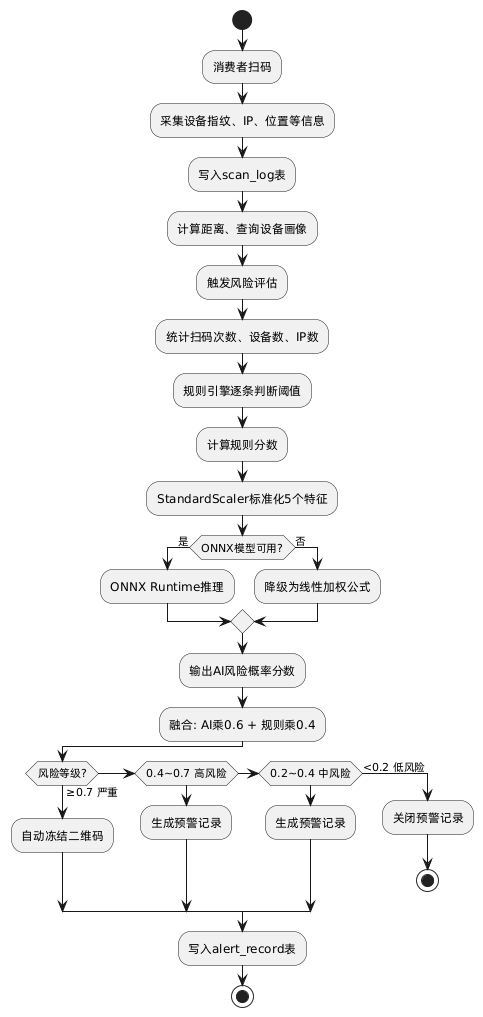 消费者扫码
采集设备指纹、IP、位置等信息
写入scan_log表
计算距离、查询设备画像
触发风险评估
统计扫码次数、设备数、IP数
规则引擎逐条判断阈值
计算规则分数
StandardScaler标准化5个特征
是
ONNX模型可用?
否
ONNX Runtime推理
降级为线性加权公式
输出AI风险概率分数
融合: AI乘0.6 + 规则乘0.4
风险等级?
0.4~0.7 高风险
0.2~0.4 中风险
<0.2 低风险
≥0.7 严重
自动冻结二维码
生成预警记录
生成预警记录
关闭预警记录
写入alert_record表